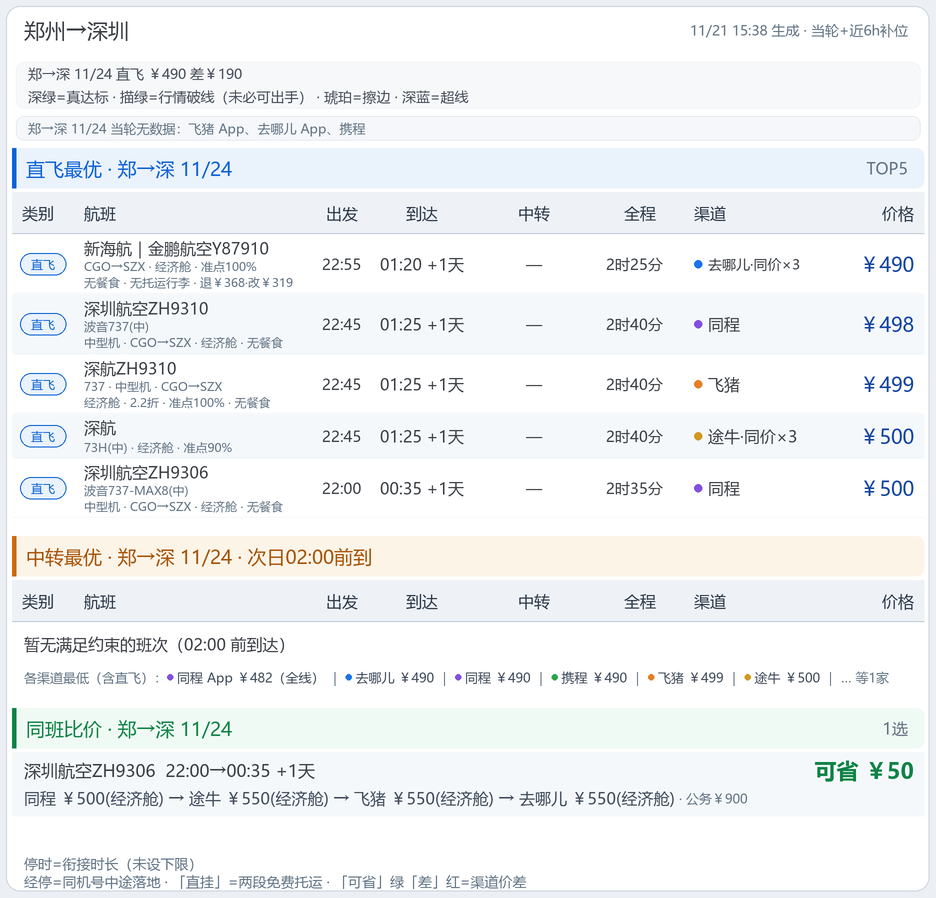 郑州→深圳
11/21 15:38 生成 · 当轮+近6h补位
郑→深 11/24 直飞 ￥490 差￥190
深绿=真达标 · 描绿=行情破线（未必可出手） · 琥珀=擦边 · 深蓝=超线
郑→深 11/24 当轮无数据：飞猪 App、去哪儿 App、携程
直飞最优 · 郑→深 11/24 TOP5
类别 航班 出发 到达 中转 全程 渠道 价格
新海航｜金鹏航空Y87910
直飞 CGO→SZX · 经济舱 · 准点100% 22:55 01:20 +1天 — 2时25分 去哪儿·同价×3 ￥490
无餐食 · 无托运行李 · 退￥368·改￥319
深圳航空ZH9310
直飞 波音737(中) 22:45 01:25 +1天 — 2时40分 同程 ￥498
中型机 · CGO→SZX · 经济舱 · 无餐食
深航ZH9310
直飞 737 · 中型机 · CGO→SZX 22:45 01:25 +1天 — 2时40分 飞猪 ￥499
经济舱 · 2.2折 · 准点100% · 无餐食
深航
直飞 73H(中) · 经济舱 · 准点90% 22:45 01:25 +1天 — 2时40分 途牛·同价×3 ￥500
深圳航空ZH9306
直飞 波音737-MAX8(中) 22:00 00:35 +1天 — 2时35分 同程 ￥500
中型机 · CGO→SZX · 经济舱 · 无餐食
中转最优 · 郑→深 11/24 · 次日02:00前到
类别 航班 出发 到达 中转 全程 渠道 价格
暂无满足约束的班次（02:00 前到达）
各渠道最低（含直飞）: 同程 App ￥482（全线） | 去哪儿 ￥490 | 同程 ￥490 | 携程 ￥490 | 飞猪 ￥499 | 途牛 ￥500 | … 等1家
同班比价 · 郑→深 11/24 1选
深圳航空ZH9306 22:00→00:35 +1天 可省 ￥50
同程 ￥500(经济舱) → 途牛 ￥550(经济舱) → 飞猪 ￥550(经济舱) → 去哪儿 ￥550(经济舱) · 公务￥900
停时=衔接时长（未设下限）
经停=同机号中途落地 · 「直挂」=两段免费托运 · 「可省」绿「差」红=渠道价差